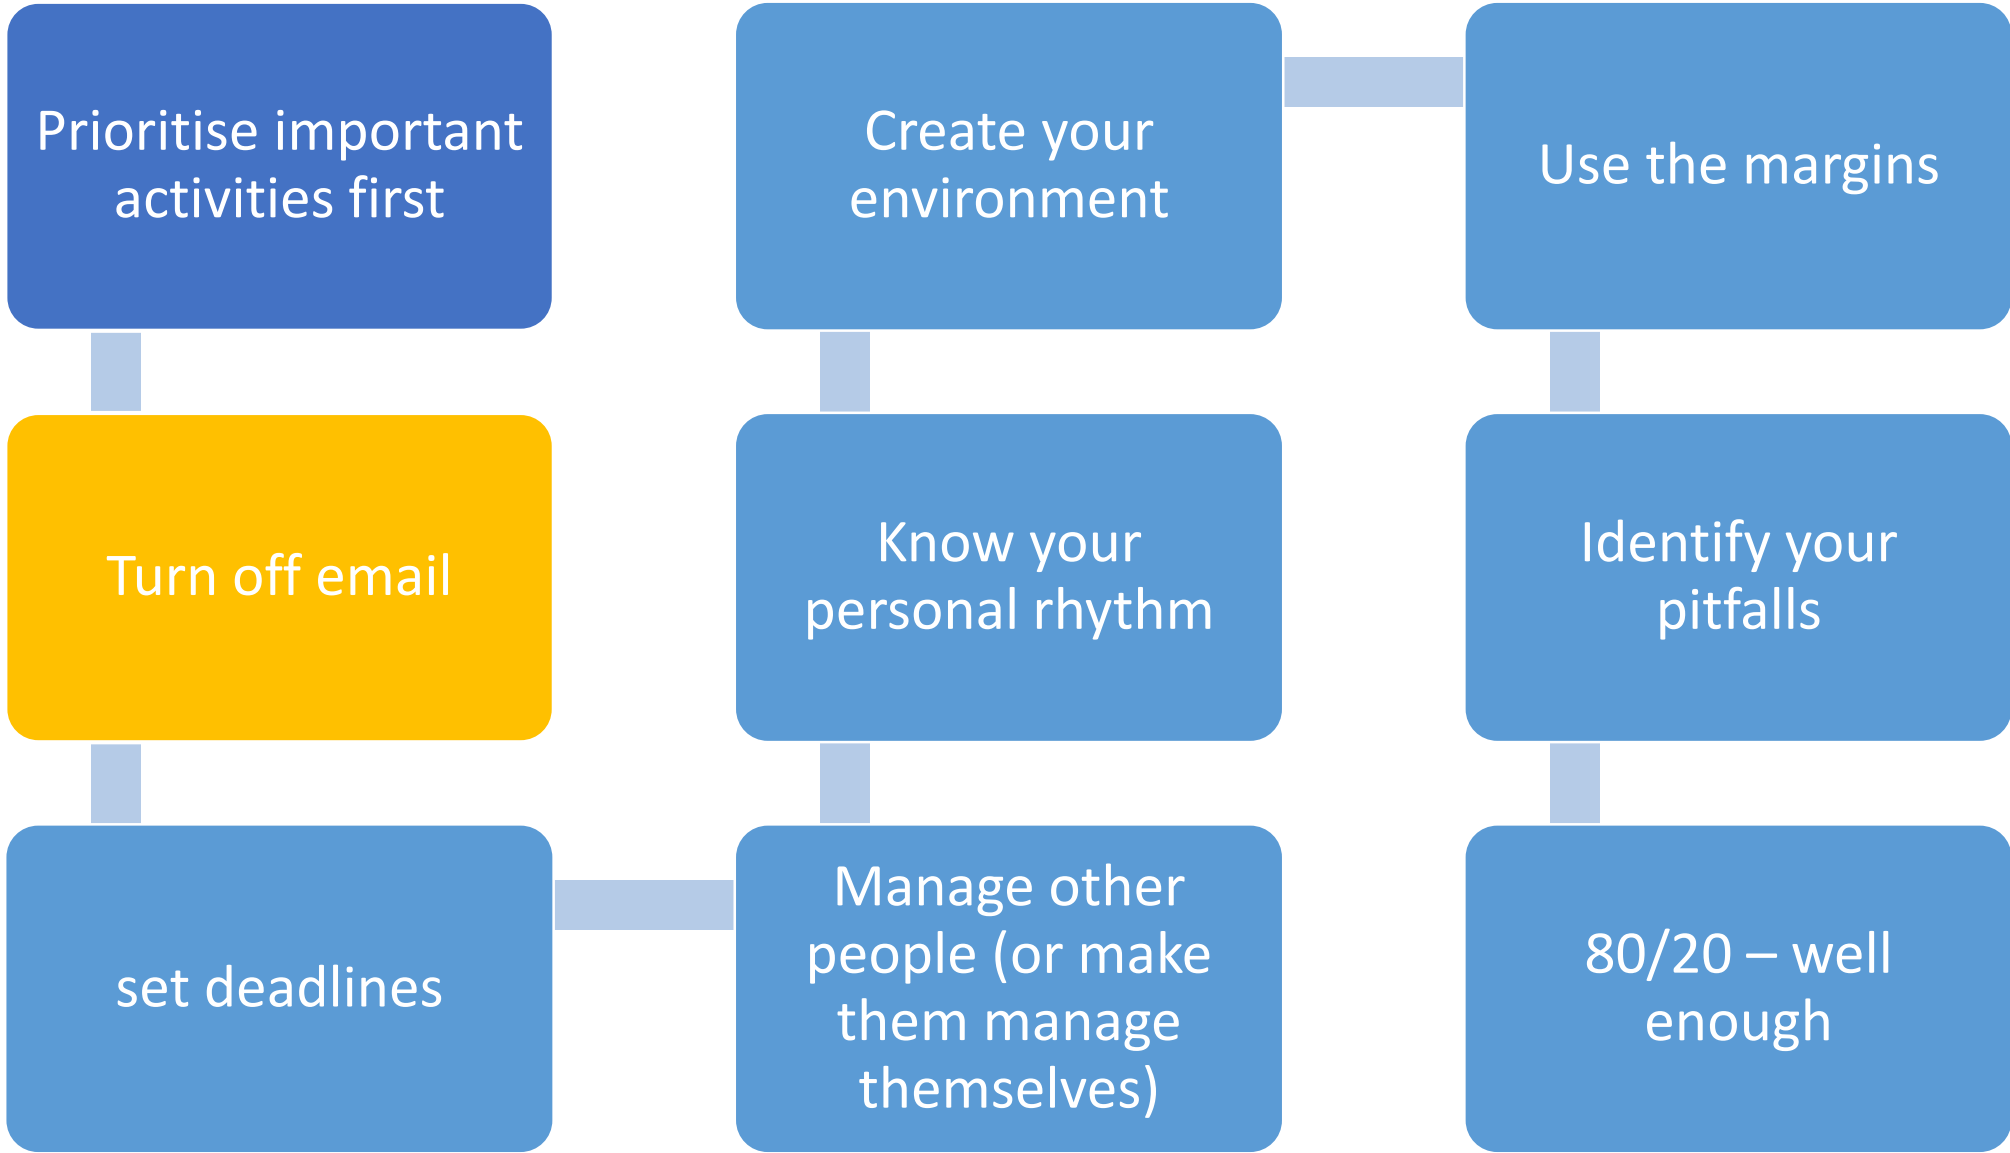 Prioritise important
activities first
Turn off email
set deadlines
Manage other
people (or make
them manage
themselves)
Know your
personal rhythm
Create your
environment
Use the margins
Identify your
pitfalls
80/20 – well
enough